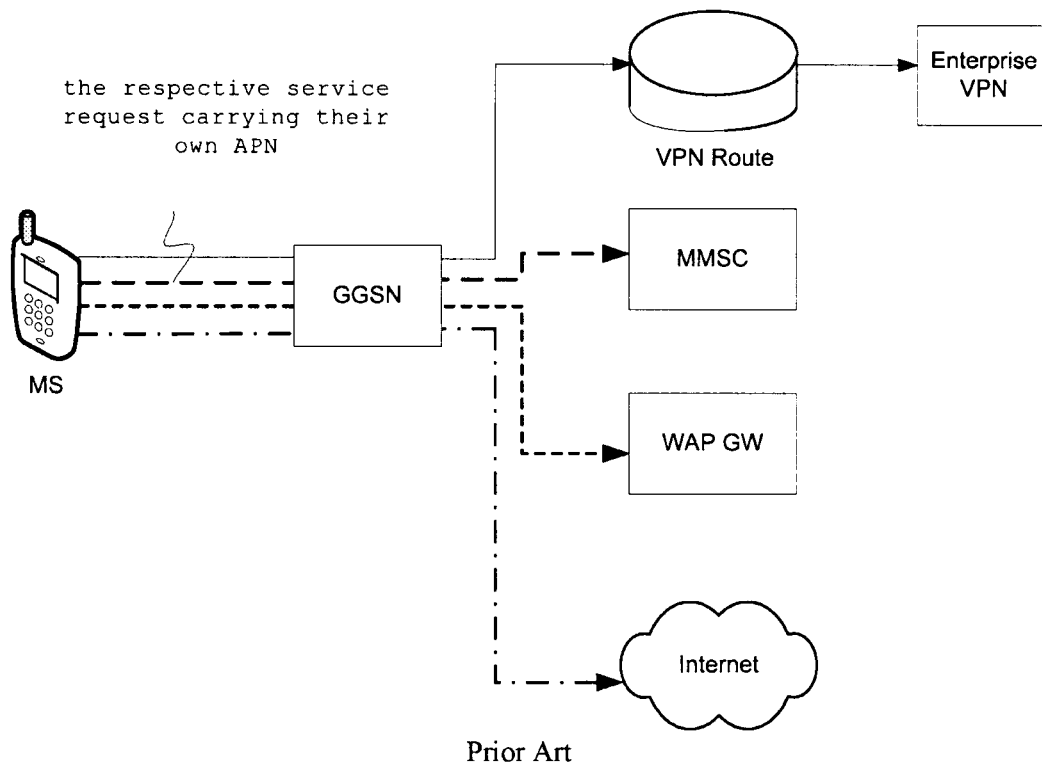 the respective service
request carrying their
own APN
Enterprise
VPN
VPN Route
MMSC
GGSN
MS
WAP GW
Internet
Prior Art